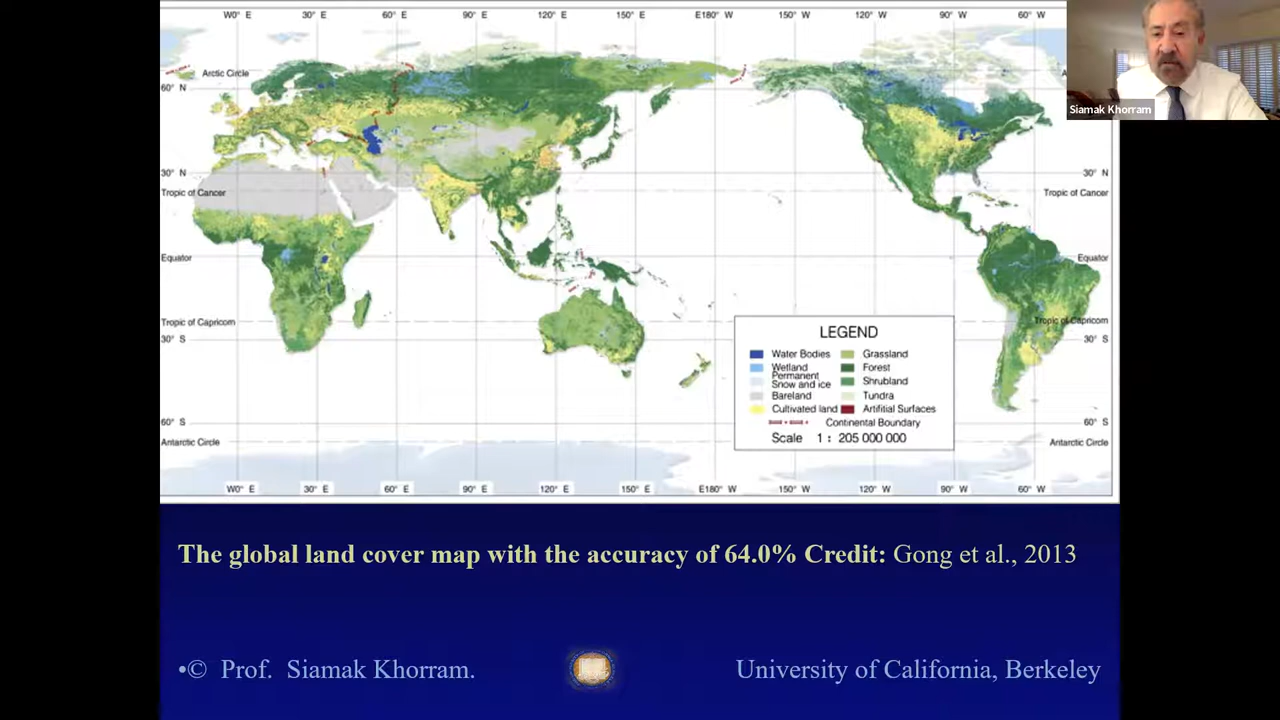 W0° E 30° E 60° E 90° E 120° E 150° E E180° W 150° W 120° W 90° W 60° W
Siamak Khorram
Arctic Circle A
60° N
30° N 30° N
Tropic of Cancer Tropic of Cancer
Equator Equator
Tropic of Capricorn Tropic of Capricorn
30° S 30° S
LEGEND
Water Bodies Grassland
Wetland Forest
Permanent
Snow and ice Shrubland
Bareland Tundra
Cultivated land Artifitial Surfaces
Continental Boundary
Scale 1 : 205 000 000
60° S 60° S
Antarctic Circle Antarctic Circle
W0° E 30° E 60° E 90° E 120° E 150° E E180° W 150° W 120° W 90° W 60° W
The global land cover map with the accuracy of 64.0% Credit: Gong et al., 2013
•© Prof. Siamak Khorram. University of California, Berkeley